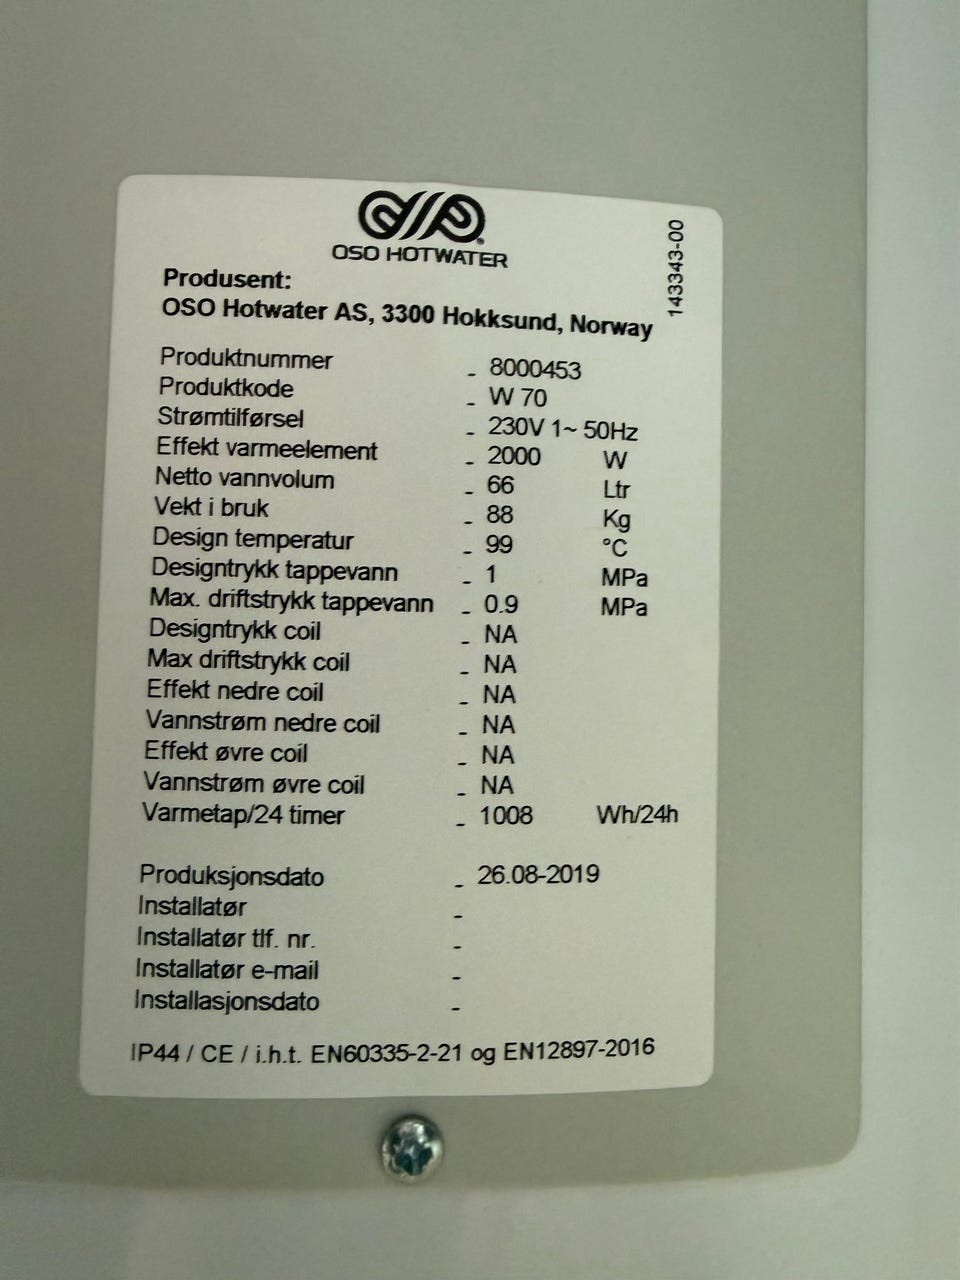 OSO HOTWATER
143343-00
Produsent:
OSO Hotwater AS, 3300 Hokksund, Norway
Produktnummer - 8000453
Produktkode - W 70
Strømtilførsel - 230V 1~ 50Hz
Effekt varmeelement - 2000 W
Netto vannvolum - 66 Ltr
Vekt i bruk - 88 Kg
Design temperatur - 99 °C
Designtrykk tappevann - 1 MPa
Max. driftstrykk tappevann - 0.9 MPa
Designtrykk coil - NA
Max driftstrykk coil - NA
Effekt nedre coil - NA
Vannstrøm nedre coil - NA
Effekt øvre coil - NA
Vannstrøm øvre coil - NA
Varmetap/24 timer - 1008 Wh/24h
Produksjonsdato - 26.08-2019
Installatør -
Installatør tlf. nr. -
Installatør e-mail -
Installasjonsdato -
IP44 / CE / i.h.t. EN60335-2-21 og EN12897-2016